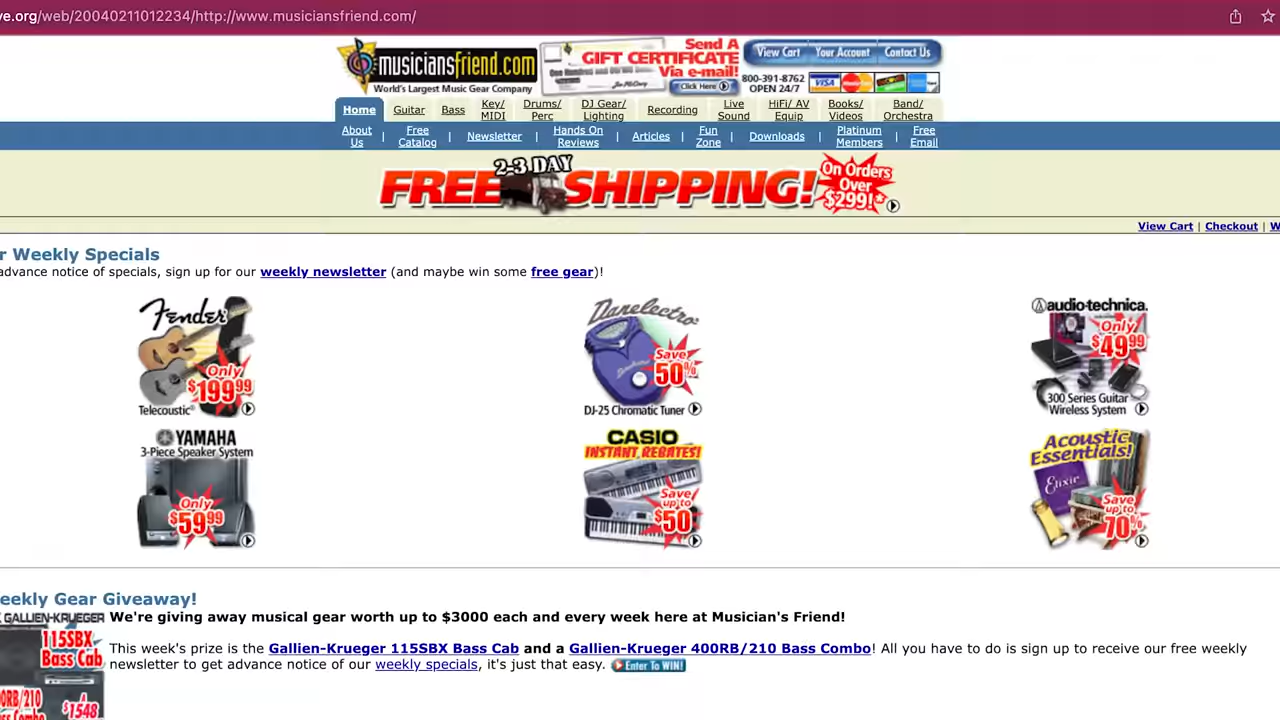 ve.org/web/20040211012234/http://www.musiciansfriend.com/
musiciansfriend.com
World's Largest Music Gear Company
Send A
GIFT CERTIFICATE
Via e-mail!
Click Here
View Cart Your Account Contact Us
800-391-8762
OPEN 24/7
VISA
Home Guitar Bass Key/ MIDI Drums/ Perc DJ Gear/ Lighting Recording Live Sound HiFi/ AV Equip Books/ Videos Band/ Orchestra
About Us | Free Catalog | Newsletter | Hands On Reviews | Articles | Fun Zone | Downloads | Platinum Members | Free Email
2-3 DAY
FREE SHIPPING!
On Orders
Over
$299!*
View Cart | Checkout | W
r Weekly Specials
advance notice of specials, sign up for our weekly newsletter (and maybe win some free gear)!
Fender
Only
$199.99
Telecoustic
Danelectro
Save
50%
DJ-25 Chromatic Tuner
audio-technica.
Only
$49.99
300 Series Guitar
Wireless System
YAMAHA
3-Piece Speaker System
Only
$59.99
CASIO
INSTANT REBATES!
Save
up to
$50
Acoustic
Essentials!
Elixir
Save
up to
70%
eekly Gear Giveaway!
GALLIEN-KRUEGER
115SBX
Bass Cab
We're giving away musical gear worth up to $3000 each and every week here at Musician's Friend!
This week's prize is the Gallien-Krueger 115SBX Bass Cab and a Gallien-Krueger 400RB/210 Bass Combo! All you have to do is sign up to receive our free weekly
newsletter to get advance notice of our weekly specials, it's just that easy. Enter To WIN!
0RB/210
ss Combo
A
$1548